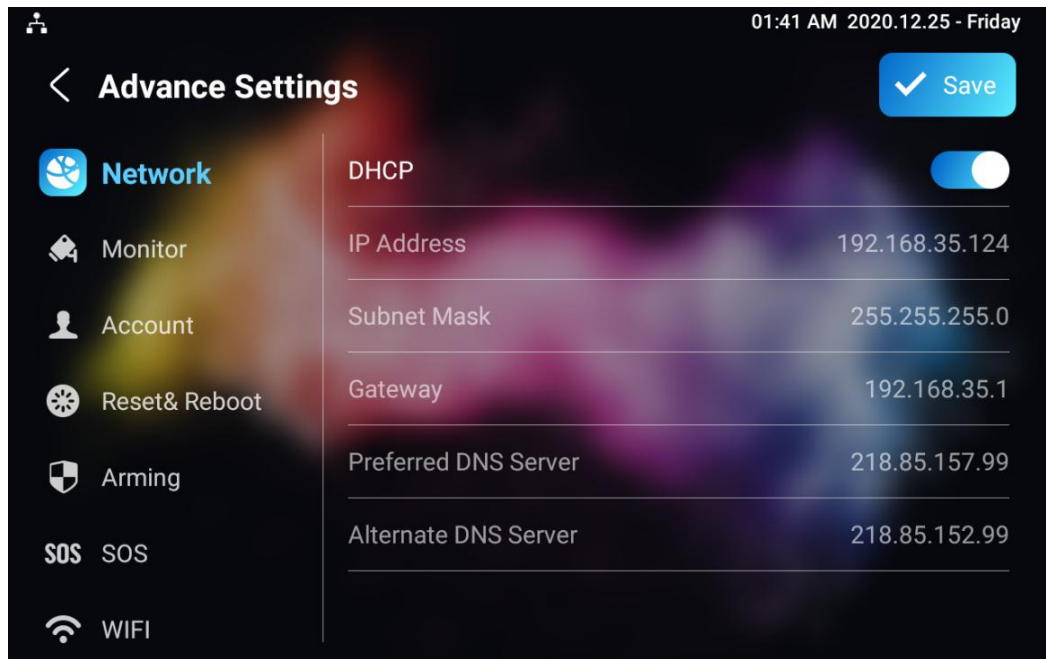 01:41 AM 2020.12.25 - Friday
Advance Settings
Save
Network
Monitor
Account
Reset& Reboot
Arming
SOS SOS
WIFI
DHCP
IP Address 192.168.35.124
Subnet Mask 255.255.255.0
Gateway 192.168.35.1
Preferred DNS Server 218.85.157.99
Alternate DNS Server 218.85.152.99